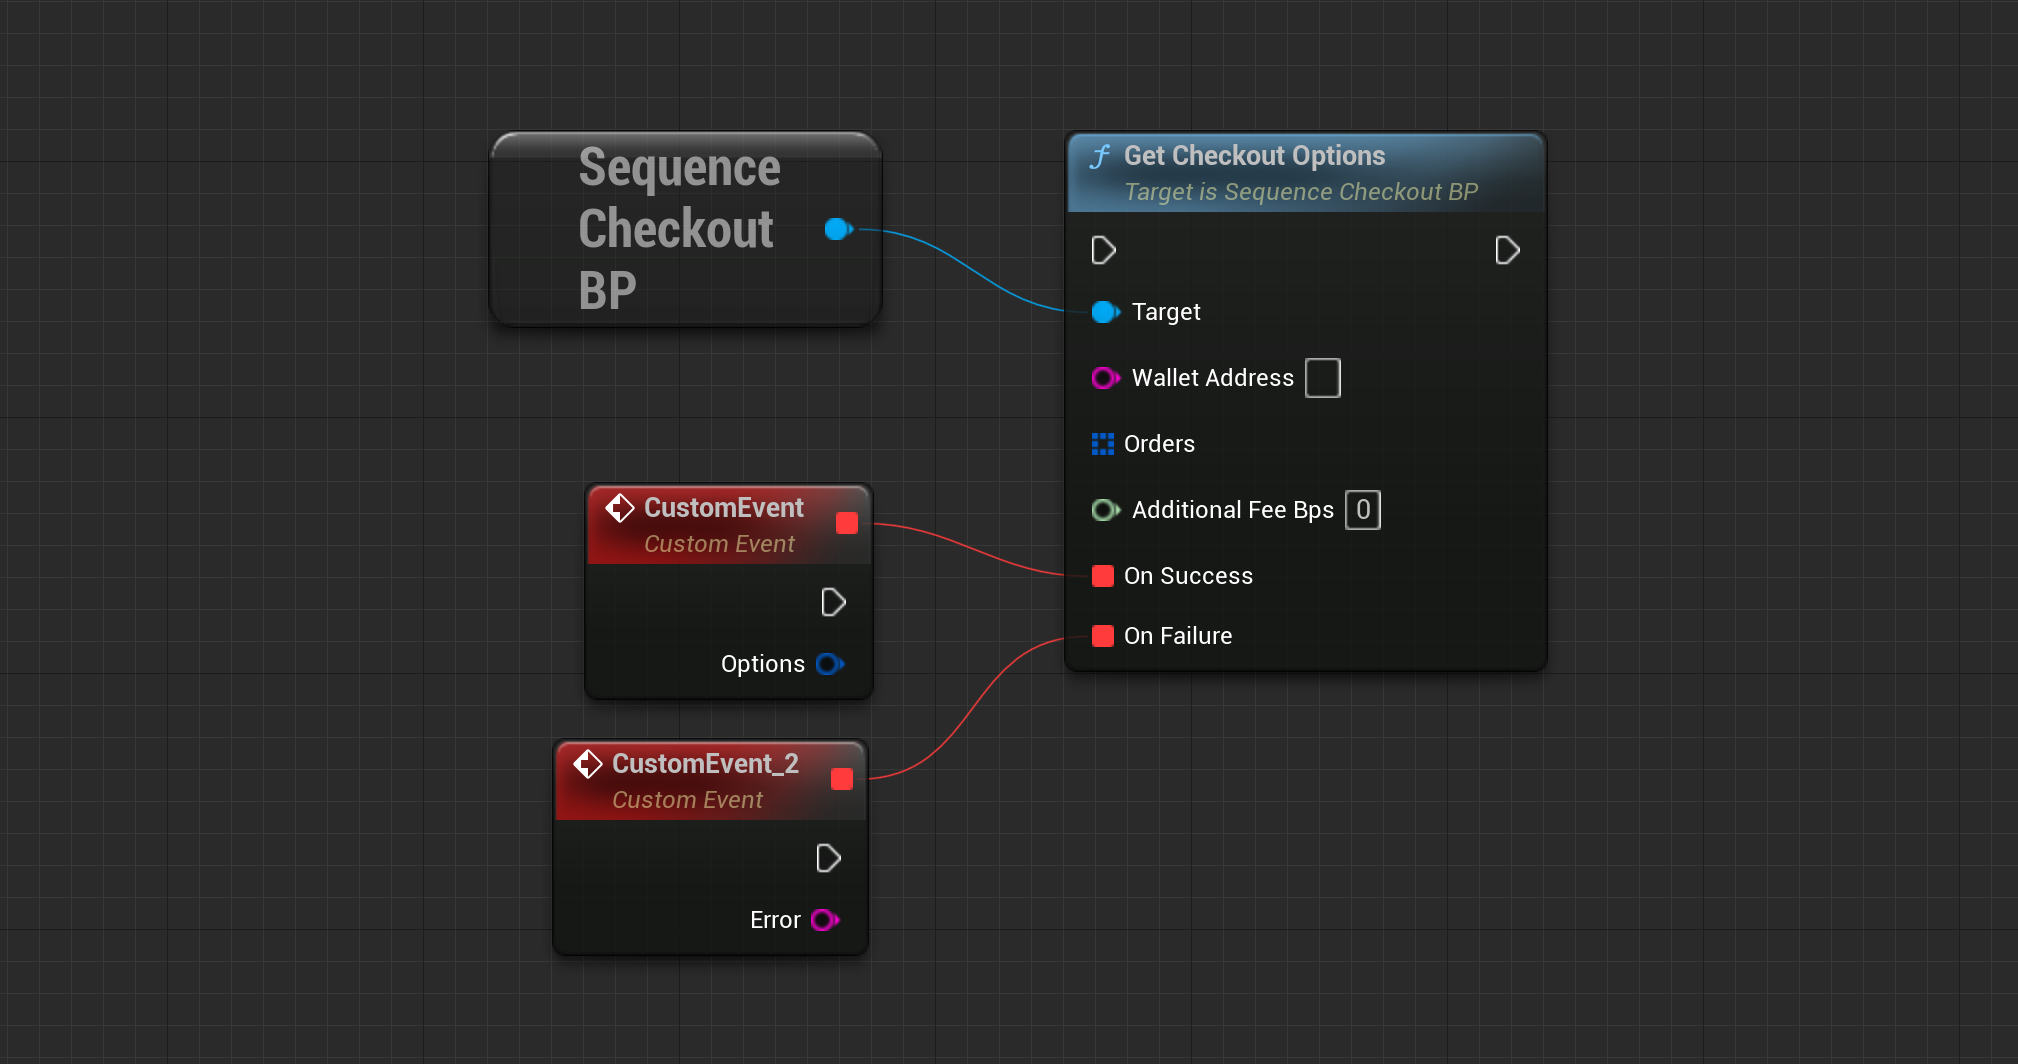 Sequence
Checkout
BP
f Get Checkout Options
Target is Sequence Checkout BP
Target
Wallet Address
Orders
Additional Fee Bps 0
On Success
On Failure
CustomEvent
Custom Event
Options
CustomEvent_2
Custom Event
Error